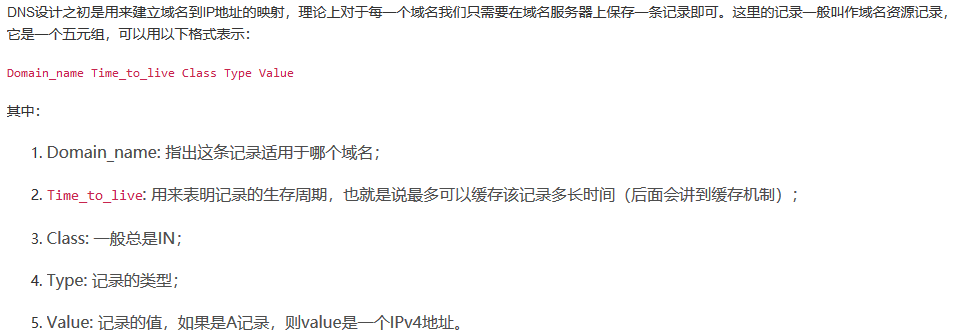 DNS设计之初是用来建立域名到IP地址的映射，理论上对于每一个域名我们只需要在域名服务器上保存一条记录即可。这里的记录一般叫作域名资源记录，
它是一个五元组，可以用以下格式表示：
Domain_name Time_to_live Class Type Value
其中：
1. Domain_name: 指出这条记录适用于哪个域名；
2. Time_to_live: 用来表明记录的生存周期，也就是说最多可以缓存该记录多长时间（后面会讲到缓存机制）；
3. Class: 一般总是IN；
4. Type: 记录的类型；
5. Value: 记录的值，如果是A记录，则value是一个IPv4地址。